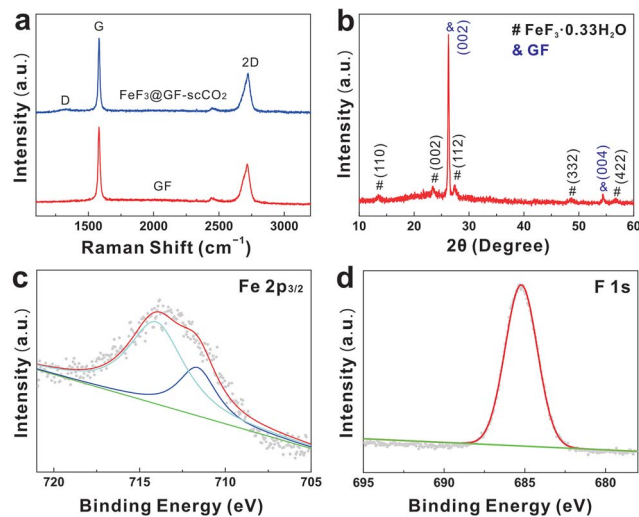 a
Intensity (a.u.)
D
G
2D
FeF₃@GF-scCO₂
GF
1500
2000
2500
3000
Raman Shift (cm⁻¹)
b
Intensity (a.u.)
# FeF₃·0.33H₂O
& GF
&
(002)
#(110)
#(002)
#(112)
#(332)
&(004)
#(422)
10
20
30
40
50
60
2θ (Degree)
c
Fe 2p3/2
Intensity (a.u.)
720
715
710
705
Binding Energy (eV)
d
F 1s
Intensity (a.u.)
695
690
685
680
Binding Energy (eV)